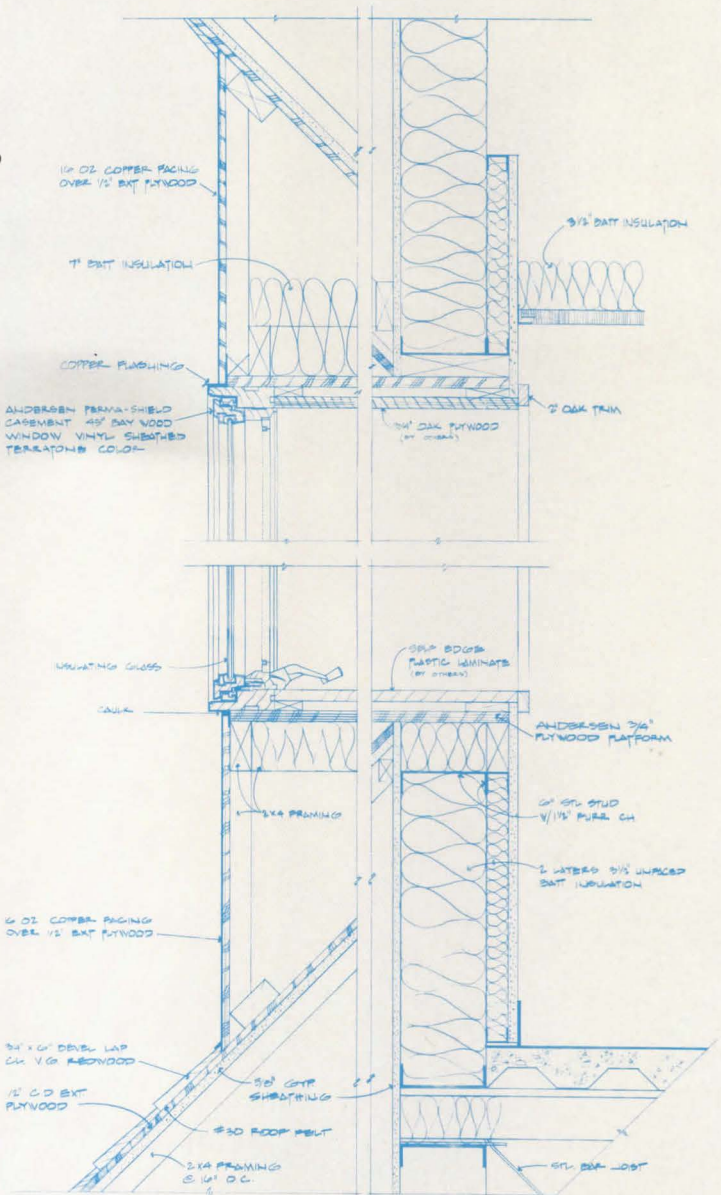 16 OZ COPPER FACING
OVER 1/2" EXT PLYWOOD
3 1/2" BATT INSULATION
7" BATT INSULATION
COPPER FLASHING
ANDERSEN PERMA-SHIELD
CASEMENT 45° BAY WOOD
WINDOW VINYL SHEATHED
TERRATONE COLOR
2" OAK TRIM
3/4" OAK PLYWOOD
(BY OTHERS)
INSULATING GLASS
SELF EDGE
PLASTIC LAMINATE
(BY OTHERS)
CAULK
ANDERSEN 3/4"
PLYWOOD PLATFORM
2X4 FRAMING
6" STL STUD
W/ 1 1/2" FURR CH
2 LAYERS 3 1/2" UNFACED
BATT INSULATION
16 OZ COPPER FACING
OVER 1/2" EXT PLYWOOD
3/4" x 6" BEVEL LAP
CL. V.G. REDWOOD
5/8" GYP
SHEATHING
1/2" C.D. EXT
PLYWOOD
#30 ROOF FELT
2X4 FRAMING
@ 16" O.C.
STL BAR JOIST